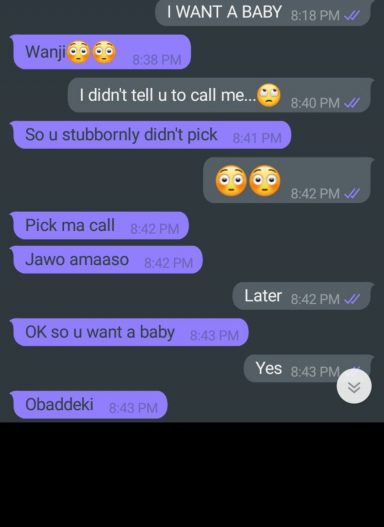 I WANT A BABY 8:18 PM
Wanji😳😳 8:38 PM
I didn't tell u to call me...🙄 8:40 PM
So u stubbornly didn't pick 8:41 PM
😳😳 8:42 PM
Pick ma call 8:42 PM
Jawo amaaso 8:42 PM
Later 8:42 PM
OK so u want a baby 8:43 PM
Yes 8:43 PM
Obaddeki 8:43 PM